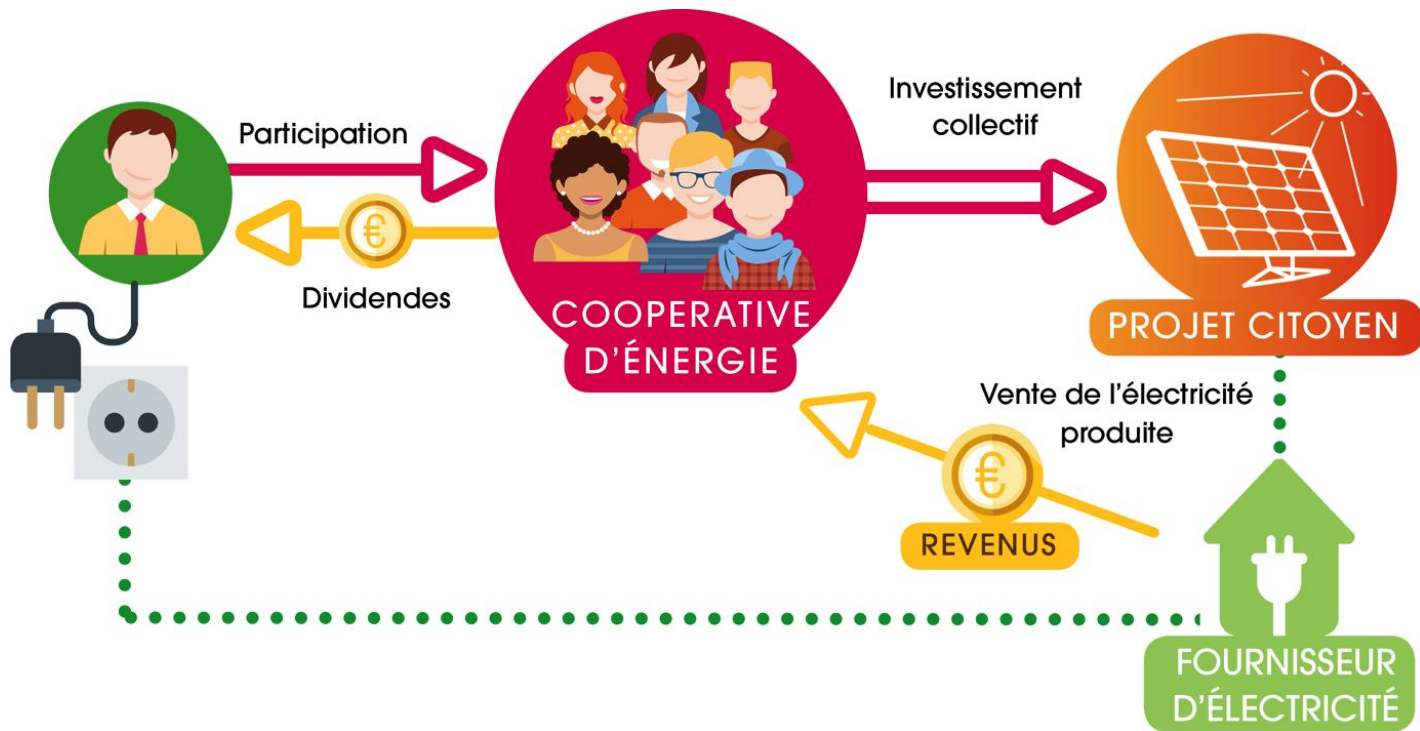 Participation
Dividendes
COOPERATIVE
D'ÉNERGIE
Investissement
collectif
PROJET CITOYEN
Vente de l'électricité
produite
€
€
REVENUS
FOURNISSEUR
D'ÉLECTRICITÉ